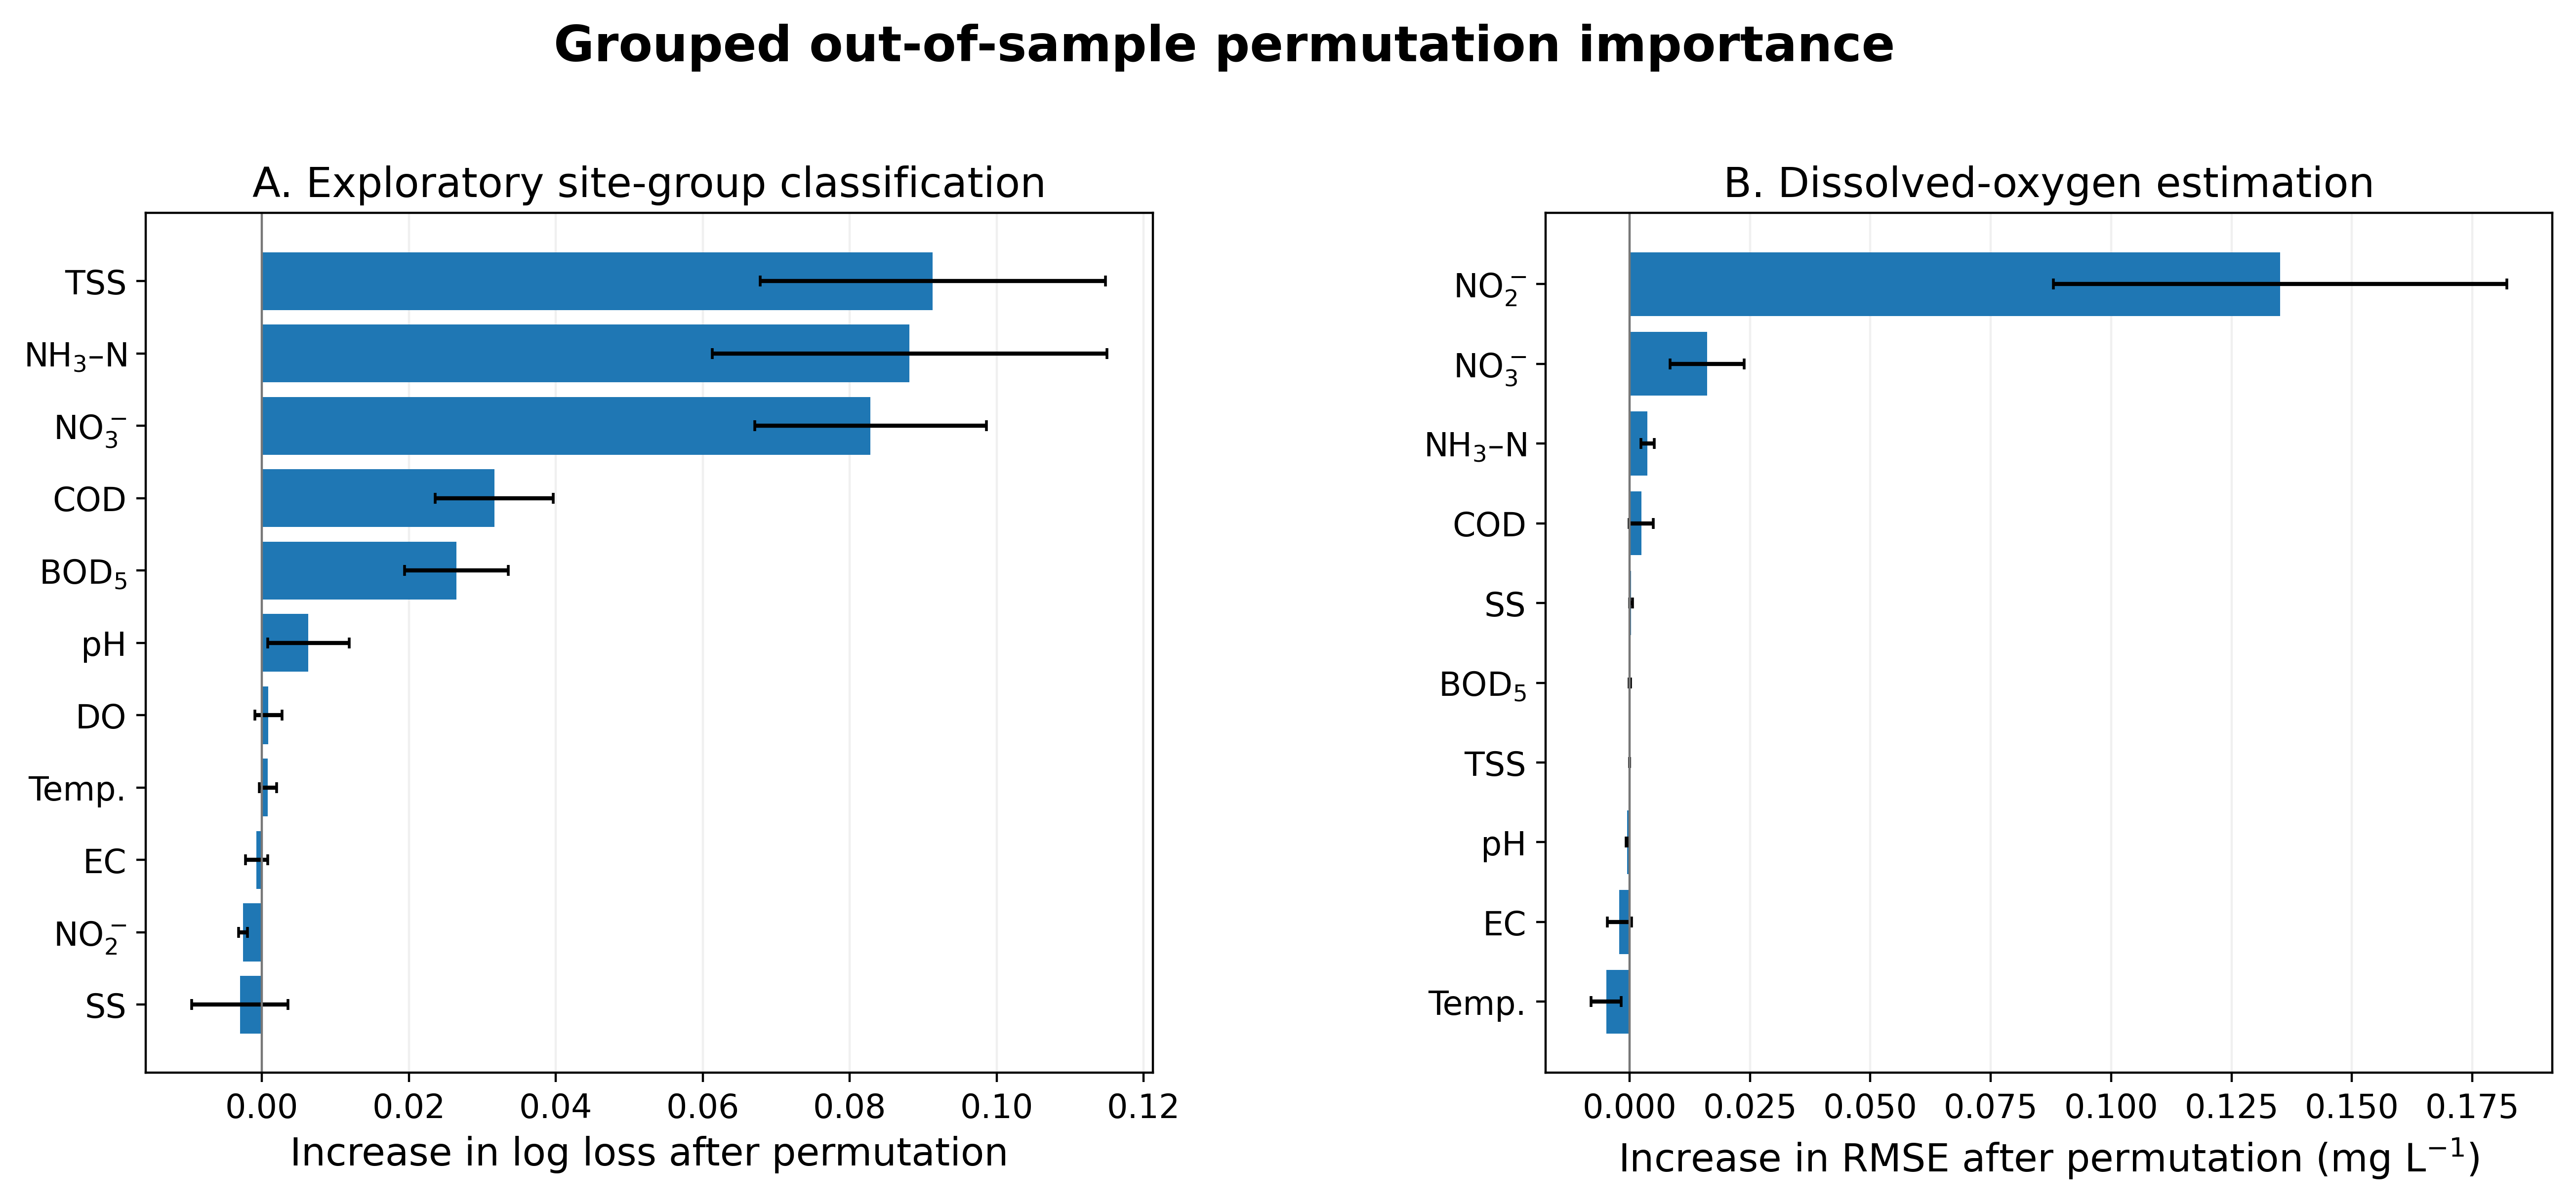 Grouped out-of-sample permutation importance
A. Exploratory site-group classification
TSS
NH₃–N
NO₃⁻
COD
BOD₅
pH
DO
Temp.
EC
NO₂⁻
SS
0.00 0.02 0.04 0.06 0.08 0.10 0.12
Increase in log loss after permutation
B. Dissolved-oxygen estimation
NO₂⁻
NO₃⁻
NH₃–N
COD
SS
BOD₅
TSS
pH
EC
Temp.
0.000 0.025 0.050 0.075 0.100 0.125 0.150 0.175
Increase in RMSE after permutation (mg L⁻¹)